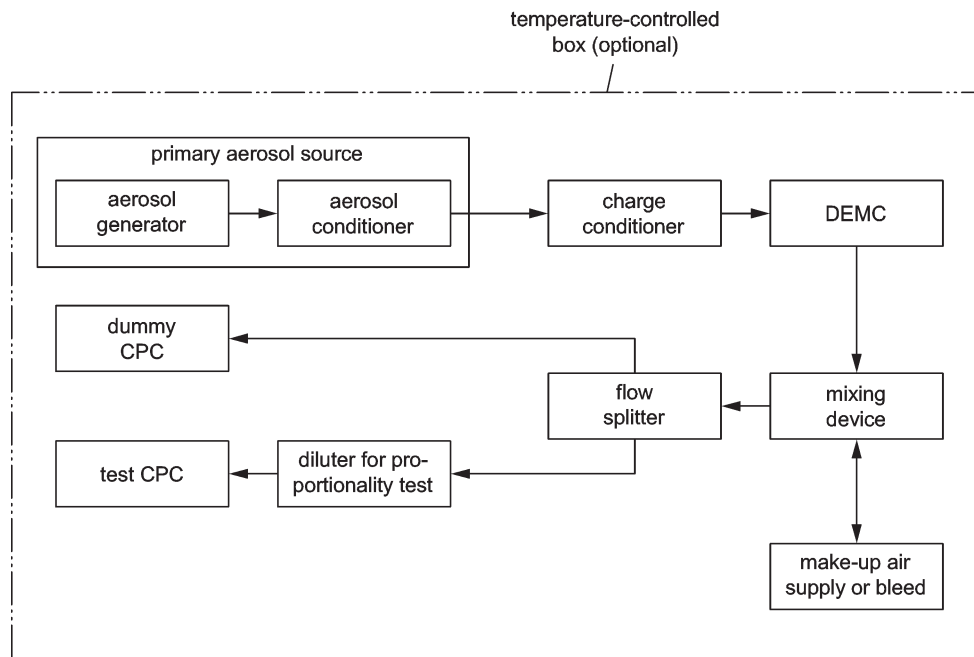 temperature-controlled
box (optional)
primary aerosol source
aerosol
generator
aerosol
conditioner
charge
conditioner
DEMC
dummy
CPC
flow
splitter
mixing
device
test CPC
diluter for pro-
portionality test
make-up air
supply or bleed